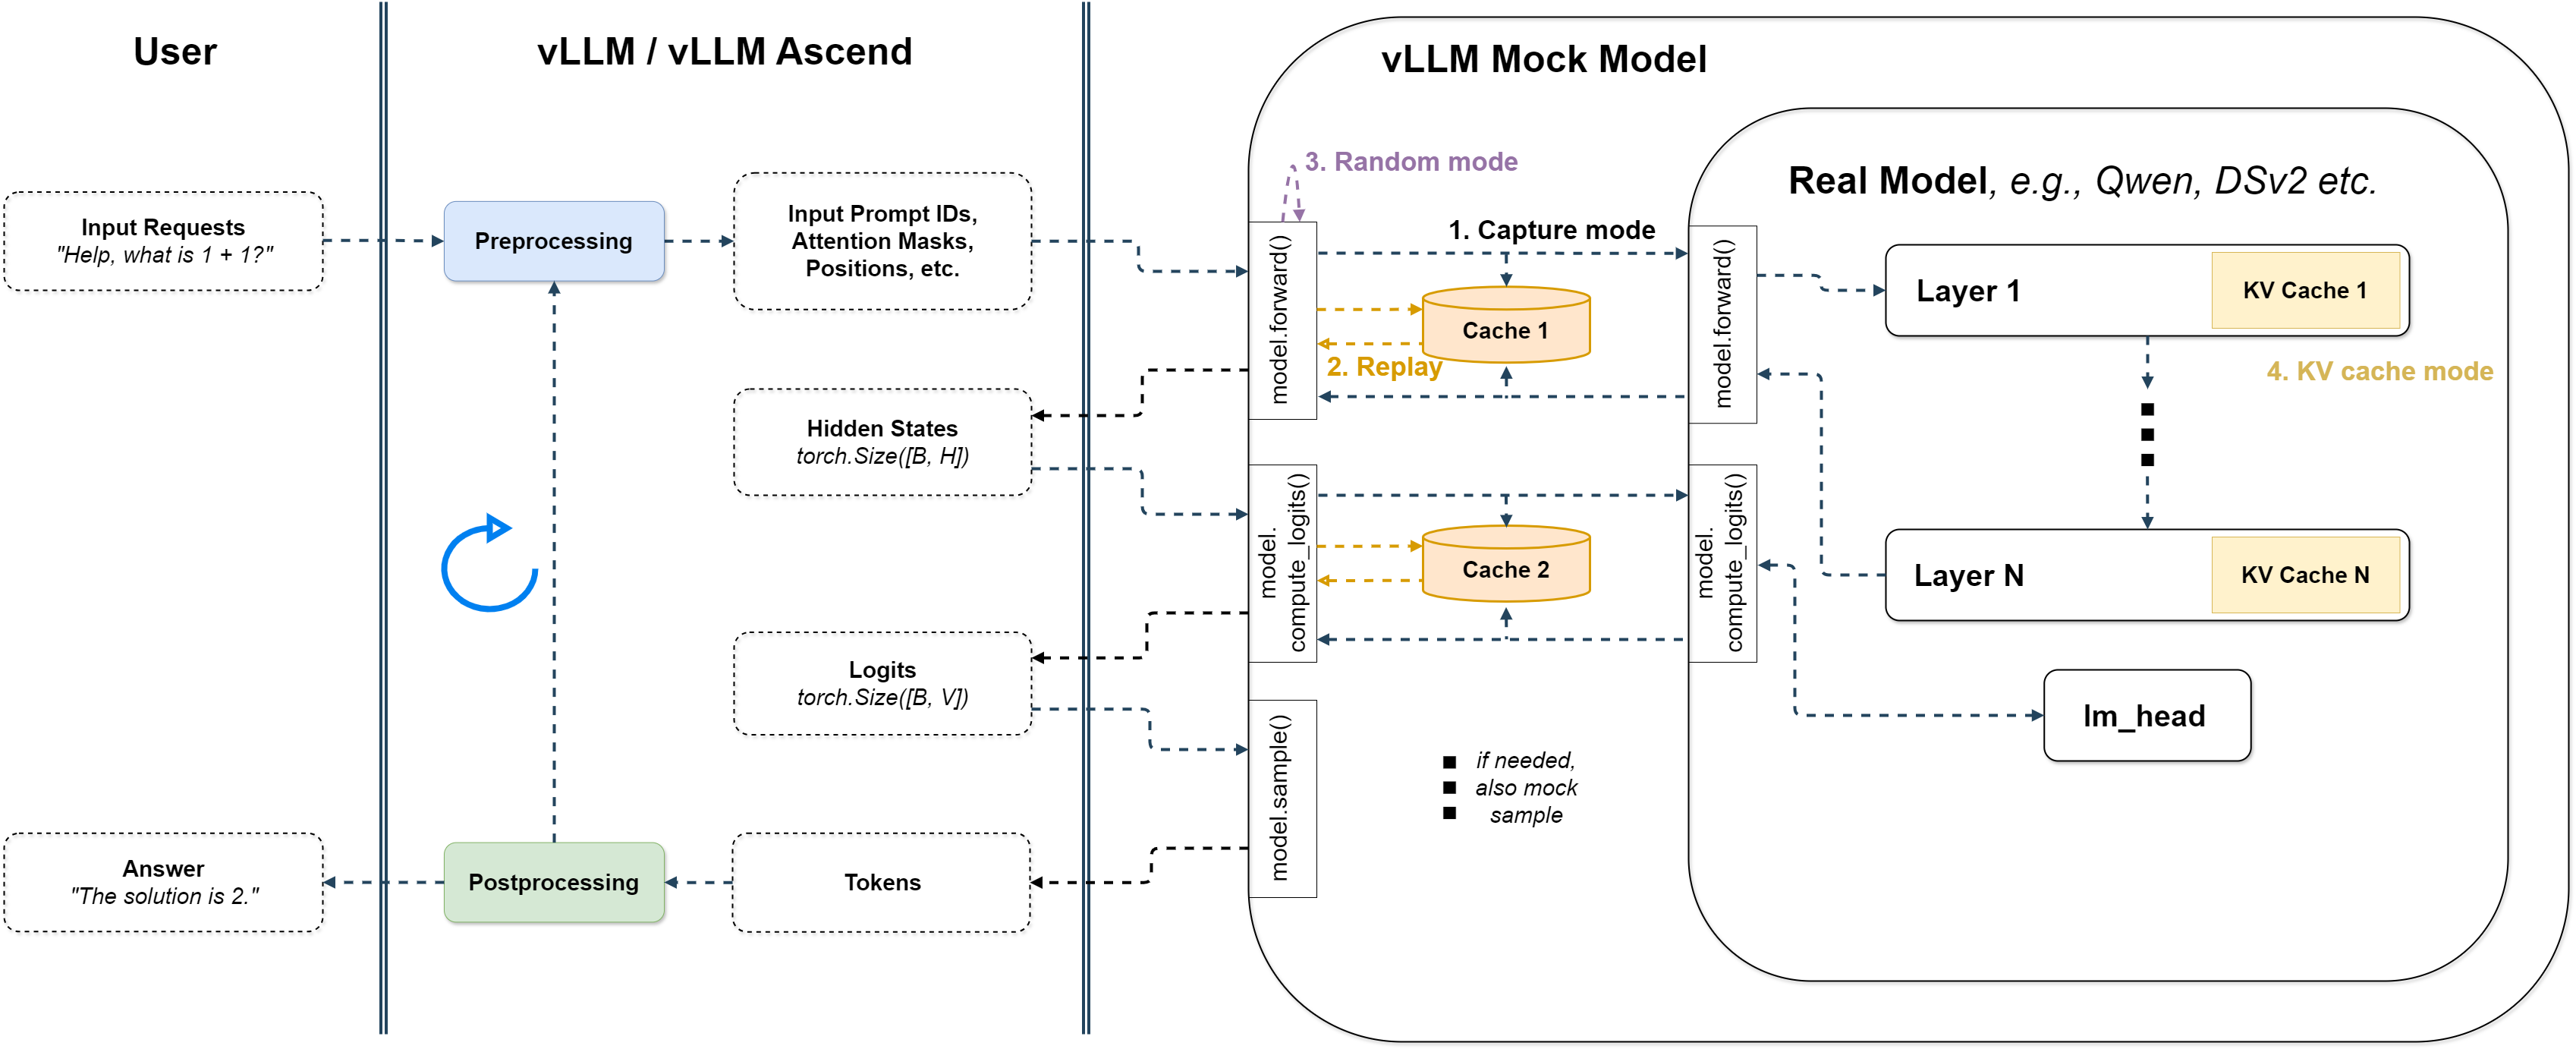 User
vLLM / vLLM Ascend
vLLM Mock Model
Input Requests
"Help, what is 1 + 1?"
Preprocessing
Input Prompt IDs,
Attention Masks,
Positions, etc.
Hidden States
torch.Size([B, H])
Logits
torch.Size([B, V])
Tokens
Postprocessing
Answer
"The solution is 2."
3. Random mode
model.forward()
1. Capture mode
Cache 1
2. Replay
model.
compute_logits()
Cache 2
model.sample()
if needed,
also mock
sample
Real Model, e.g., Qwen, DSv2 etc.
model.forward()
Layer 1
KV Cache 1
4. KV cache mode
model.
compute_logits()
Layer N
KV Cache N
lm_head